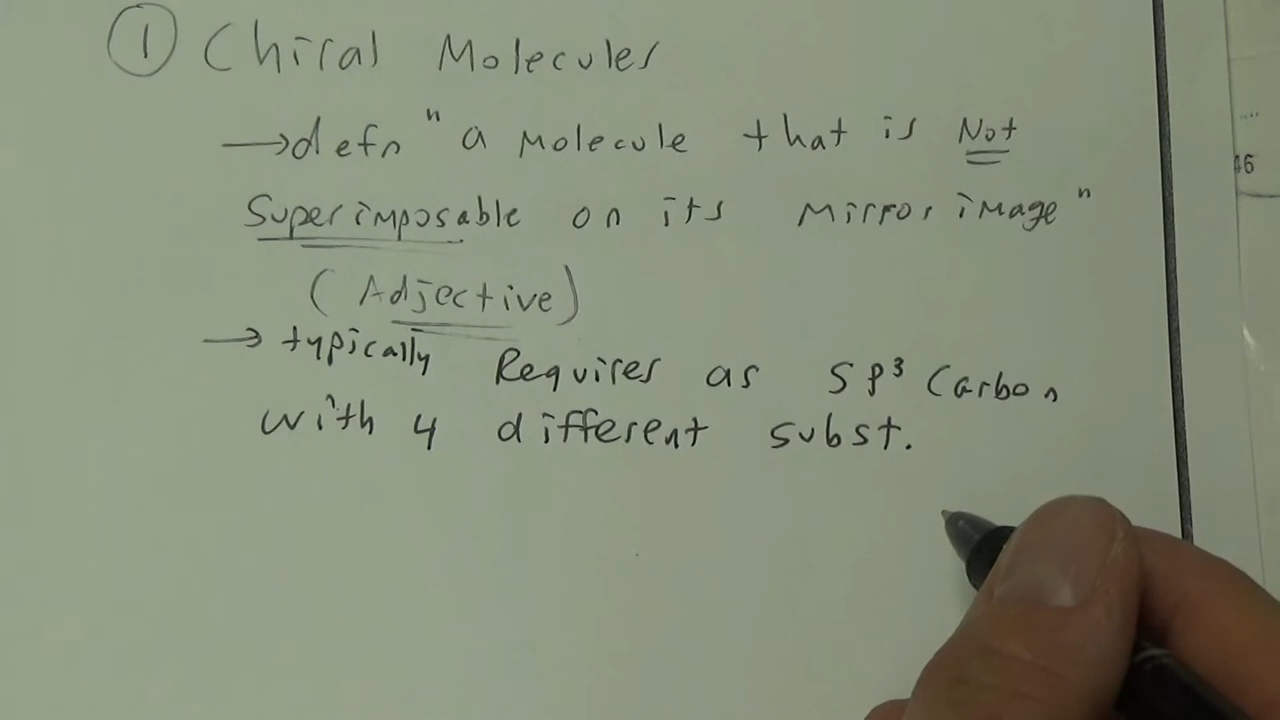 ① Chiral Molecules
→ defn "a Molecule that is Not
Superimposable on its Mirror image"
(Adjective)
→ typically Requires as SP³ Carbon
with 4 different subst.
....
46